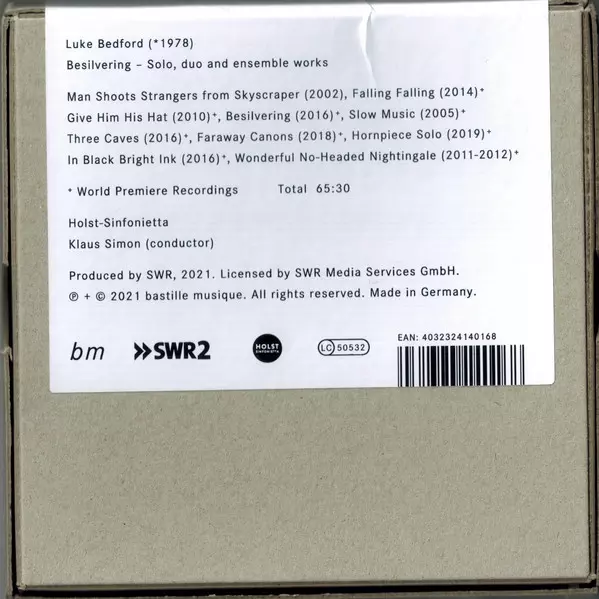 Luke Bedford (*1978)
Besilvering – Solo, duo and ensemble works
Man Shoots Strangers from Skyscraper (2002), Falling Falling (2014)⁺
Give Him His Hat (2010)⁺, Besilvering (2016)⁺, Slow Music (2005)⁺
Three Caves (2016)⁺, Faraway Canons (2018)⁺, Hornpiece Solo (2019)⁺
In Black Bright Ink (2016)⁺, Wonderful No-Headed Nightingale (2011-2012)⁺
⁺ World Premiere Recordings Total 65:30
Holst-Sinfonietta
Klaus Simon (conductor)
Produced by SWR, 2021. Licensed by SWR Media Services GmbH.
℗ + © 2021 bastille musique. All rights reserved. Made in Germany.
bm SWR2 HOLST SINFONIETTA LC 50532 EAN: 4032324140168